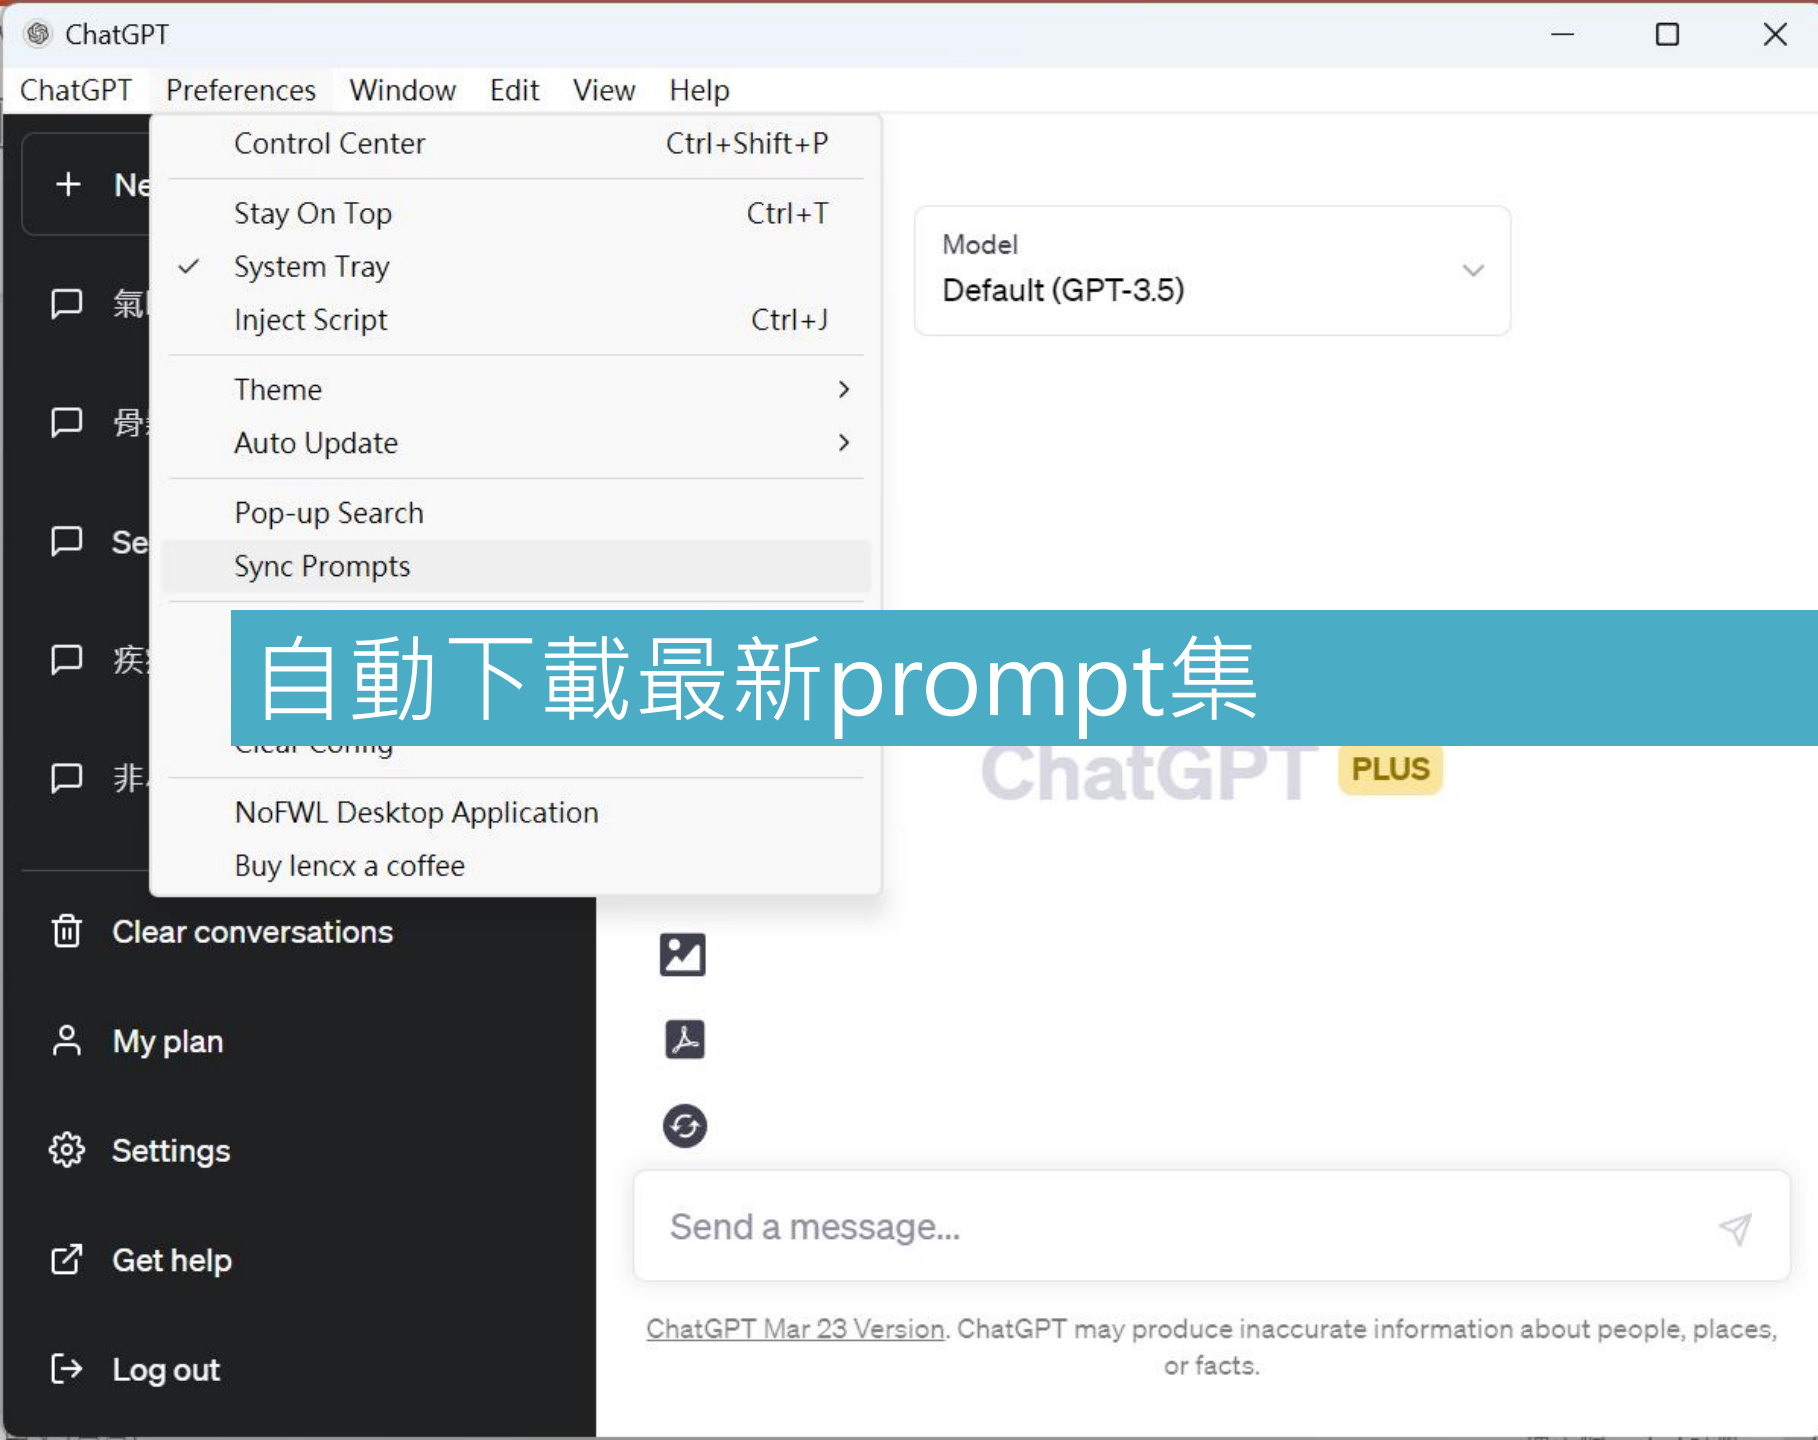 ChatGPT
ChatGPT Preferences Window Edit View Help
Control Center Ctrl+Shift+P
Stay On Top Ctrl+T
System Tray
Inject Script Ctrl+J
Theme
Auto Update
Pop-up Search
Sync Prompts
自動下載最新prompt集
Clear Config
NoFWL Desktop Application
Buy lencx a coffee
Clear conversations
My plan
Settings
Get help
Log out
Model
Default (GPT-3.5)
ChatGPT PLUS
Send a message...
ChatGPT Mar 23 Version. ChatGPT may produce inaccurate information about people, places,
or facts.